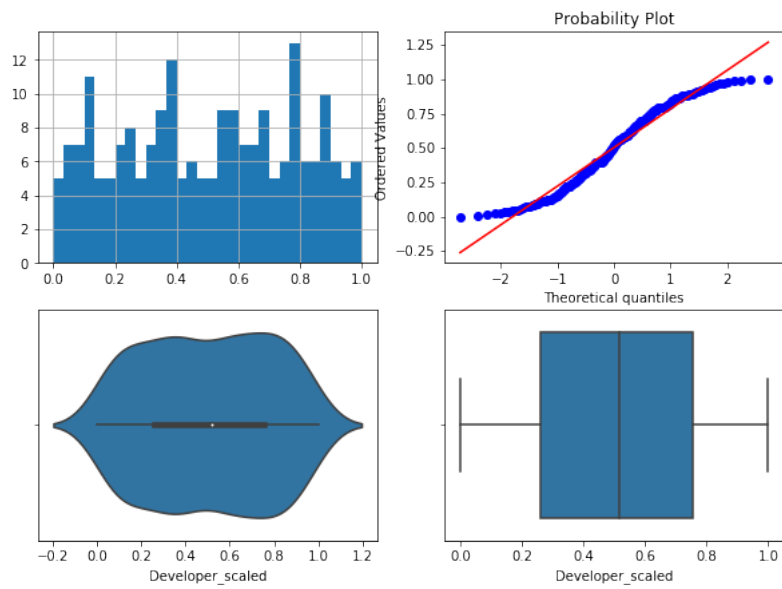 Probability Plot
12
10
8
6
4
2
0
0.0 0.2 0.4 0.6 0.8 1.0
Ordered Values
1.25
1.00
0.75
0.50
0.25
0.00
−0.25
−2 −1 0 1 2
Theoretical quantiles
−0.2 0.0 0.2 0.4 0.6 0.8 1.0 1.2
Developer_scaled
0.0 0.2 0.4 0.6 0.8 1.0
Developer_scaled